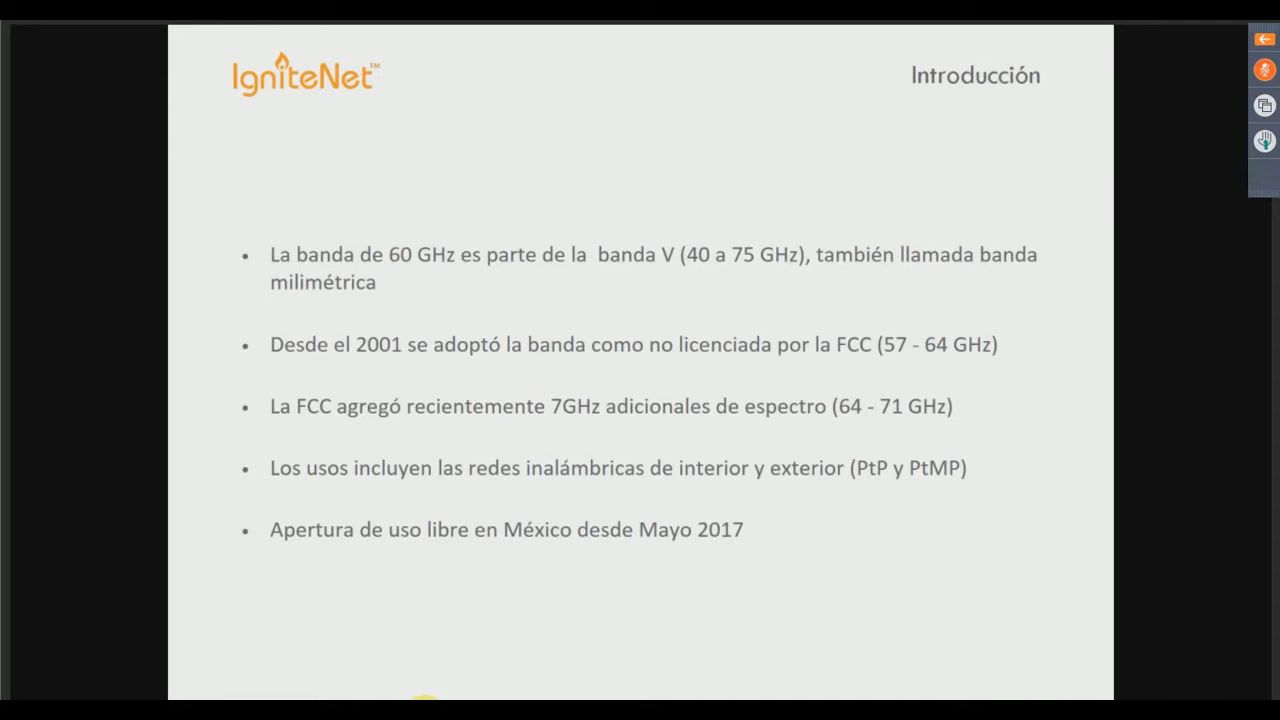 IgniteNet™
Introducción
• La banda de 60 GHz es parte de la banda V (40 a 75 GHz), también llamada banda
milimétrica
• Desde el 2001 se adoptó la banda como no licenciada por la FCC (57 - 64 GHz)
• La FCC agregó recientemente 7GHz adicionales de espectro (64 - 71 GHz)
• Los usos incluyen las redes inalámbricas de interior y exterior (PtP y PtMP)
• Apertura de uso libre en México desde Mayo 2017